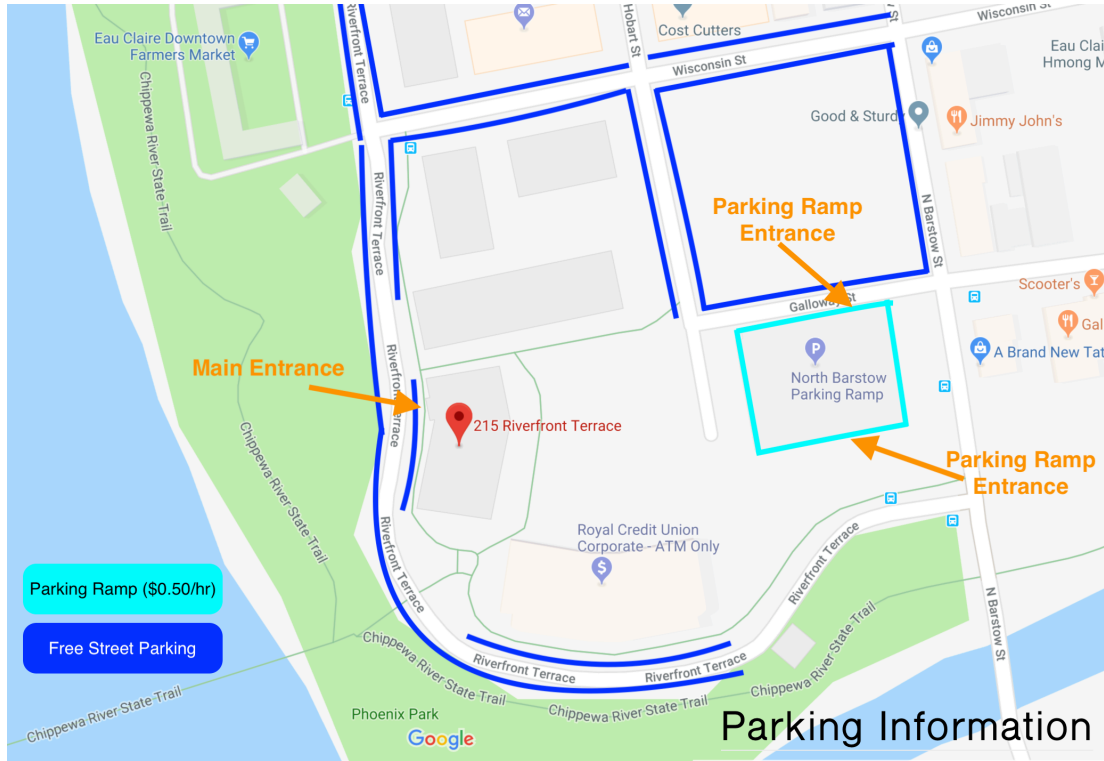 Riverfront Terrace
Hobart St
Cost Cutters
Wisconsin St
Eau Claire Downtown
Farmers Market
Wisconsin St
Eau Clai
Hmong M
Chippewa River State Trail
Good & Sturdy
Jimmy John's
Riverfront Terrace
Parking Ramp
Entrance
N Barstow St
Galloway St
Scooter's
Gal
A Brand New Tat
Main Entrance
Riverfront Terrace
P
North Barstow
Parking Ramp
215 Riverfront Terrace
Parking Ramp
Entrance
Chippewa River State Trail
Riverfront Terrace
Royal Credit Union
Corporate - ATM Only
$
Riverfront Terrace
N Barstow St
Parking Ramp ($0.50/hr)
Free Street Parking
Chippewa River State Trail
Riverfront Terrace
Riverfront Terrace
Chippewa River State Trail
Chippewa River State Trail
Chippewa River State Trail
Phoenix Park
Google
Parking Information